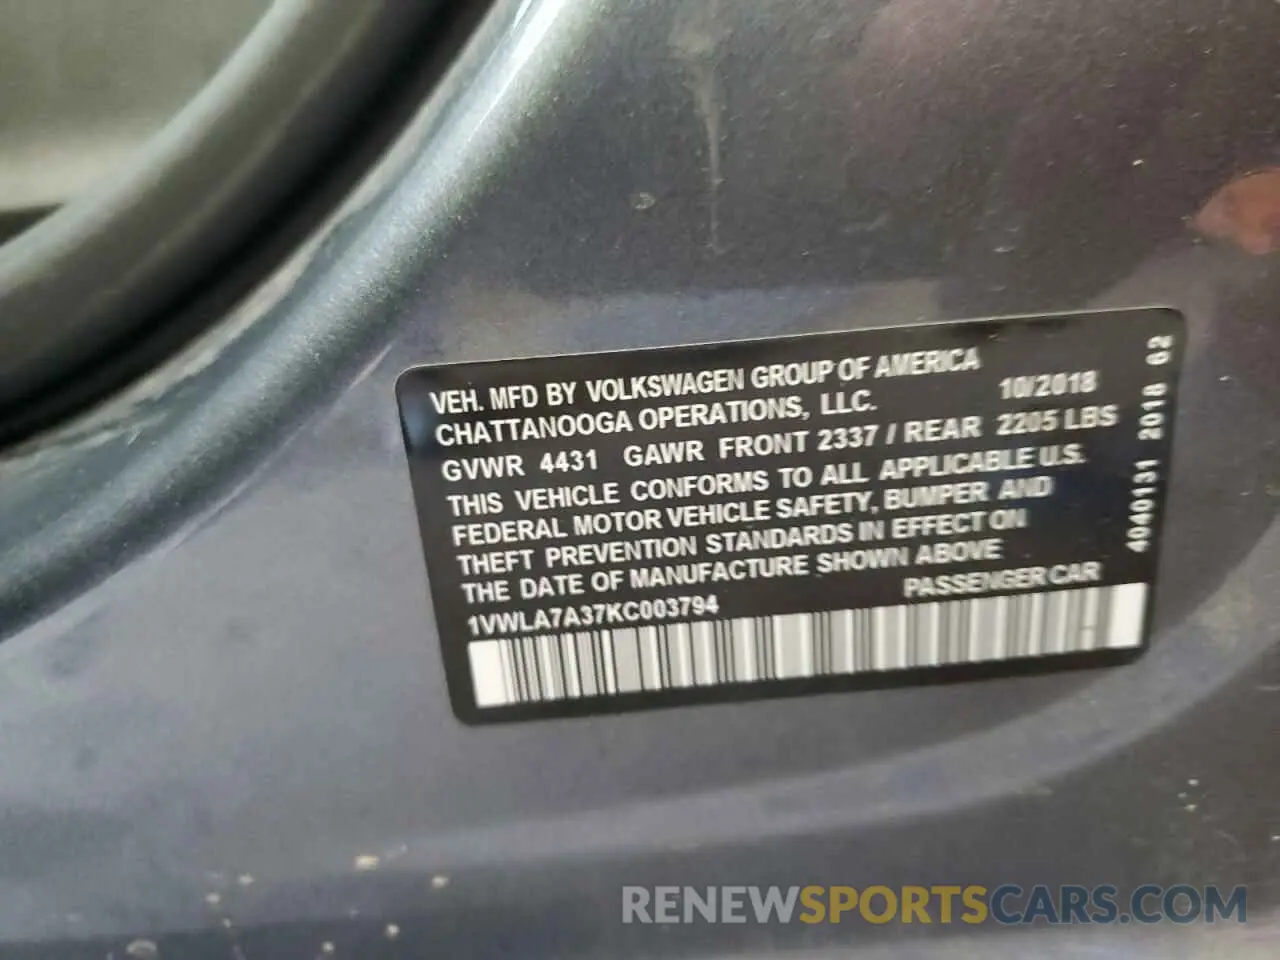 VEH. MFD BY VOLKSWAGEN GROUP OF AMERICA
CHATTANOOGA OPERATIONS, LLC. 10/2018
GVWR 4431 GAWR FRONT 2337 / REAR 2205 LBS
THIS VEHICLE CONFORMS TO ALL APPLICABLE U.S.
FEDERAL MOTOR VEHICLE SAFETY, BUMPER AND
THEFT PREVENTION STANDARDS IN EFFECT ON
THE DATE OF MANUFACTURE SHOWN ABOVE
1VWLA7A37KC003794 PASSENGER CAR
4040131 2018 62
RENEWSPORTSCARS.COM